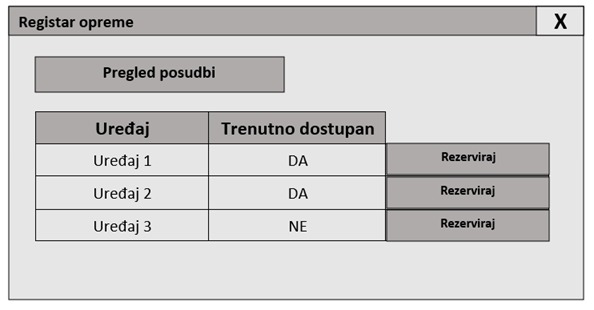 Registar opreme X
Pregled posudbi
Uređaj Trenutno dostupan
Uređaj 1 DA Rezerviraj
Uređaj 2 DA Rezerviraj
Uređaj 3 NE Rezerviraj